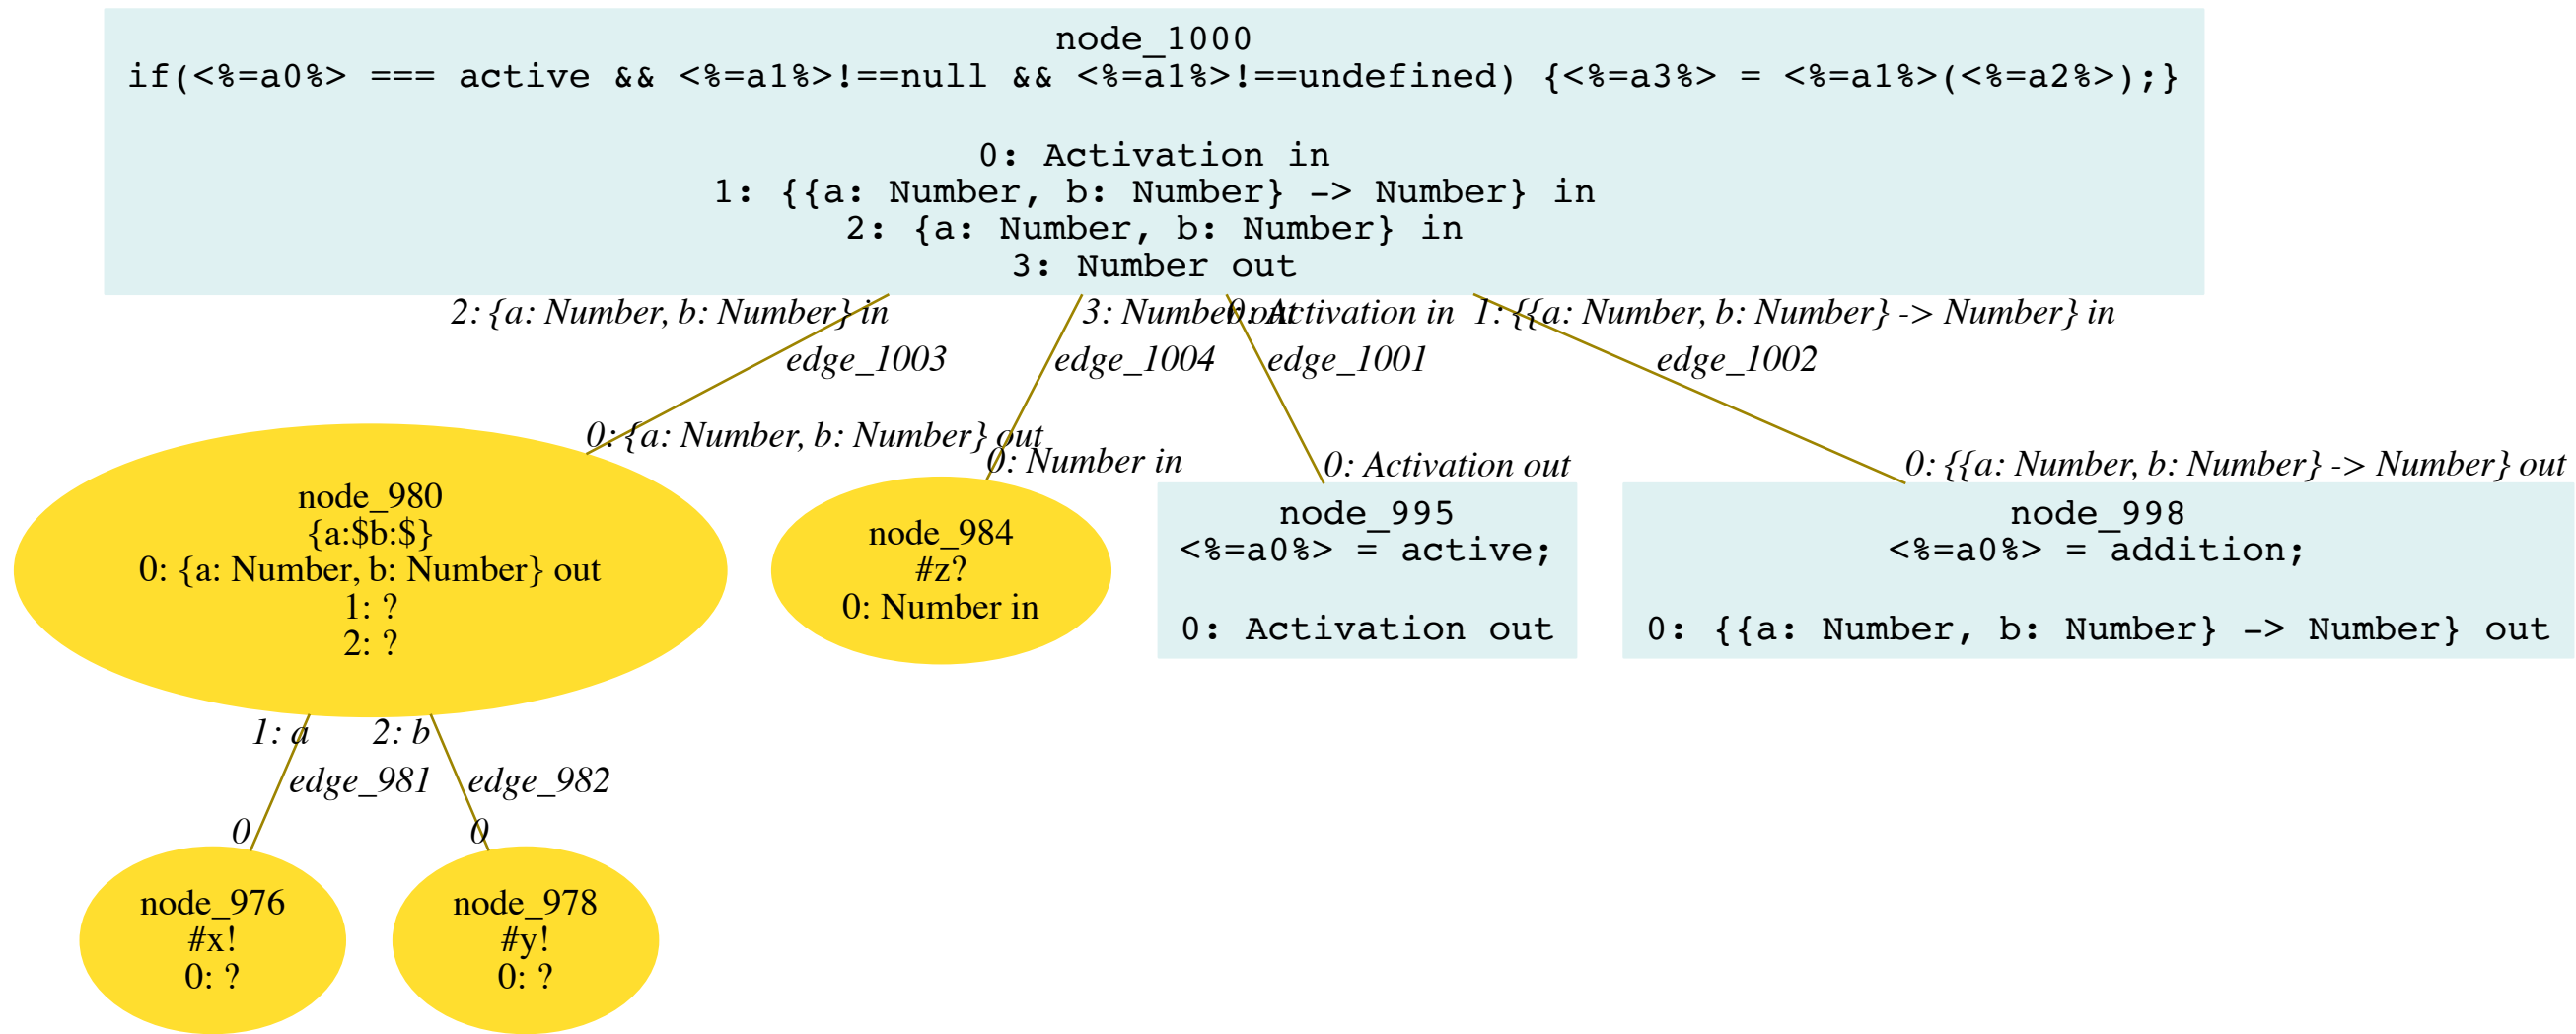 node_1000
if(<%=a0%> === active && <%=a1%>!==null && <%=a1%>!==undefined) {<%=a3%> = <%=a1%>(<%=a2%>);}
0: Activation in
1: {{a: Number, b: Number} -> Number} in
2: {a: Number, b: Number} in
3: Number out
2: {a: Number, b: Number} in
3: Number out
0: Activation in
1: {{a: Number, b: Number} -> Number} in
edge_1003
edge_1004
edge_1001
edge_1002
0: {a: Number, b: Number} out
0: Number in
0: Activation out
0: {{a: Number, b: Number} -> Number} out
node_980
{a:$b:$}
0: {a: Number, b: Number} out
1: ?
2: ?
node_984
#z?
0: Number in
node_995
<%=a0%> = active;
0: Activation out
node_998
<%=a0%> = addition;
0: {{a: Number, b: Number} -> Number} out
1: a
2: b
edge_981
edge_982
0
0
node_976
#x!
0: ?
node_978
#y!
0: ?